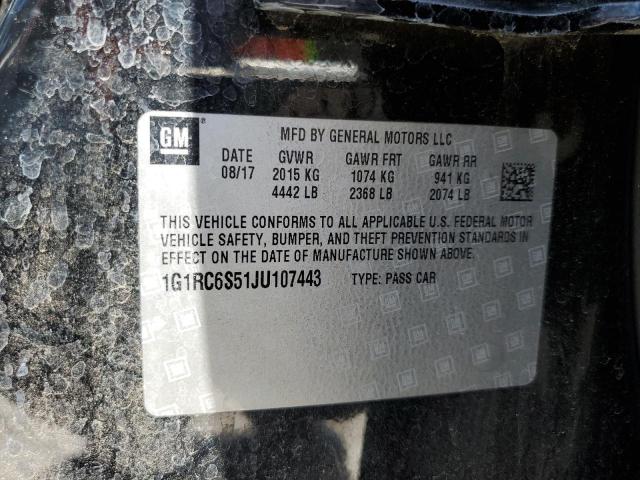 GM ®
MFD BY GENERAL MOTORS LLC
DATE GVWR GAWR FRT GAWR RR
08/17 2015 KG 1074 KG 941 KG
4442 LB 2368 LB 2074 LB
THIS VEHICLE CONFORMS TO ALL APPLICABLE U.S. FEDERAL MOTOR
VEHICLE SAFETY, BUMPER, AND THEFT PREVENTION STANDARDS IN
EFFECT ON THE DATE OF MANUFACTURE SHOWN ABOVE.
1G1RC6S51JU107443 TYPE: PASS CAR